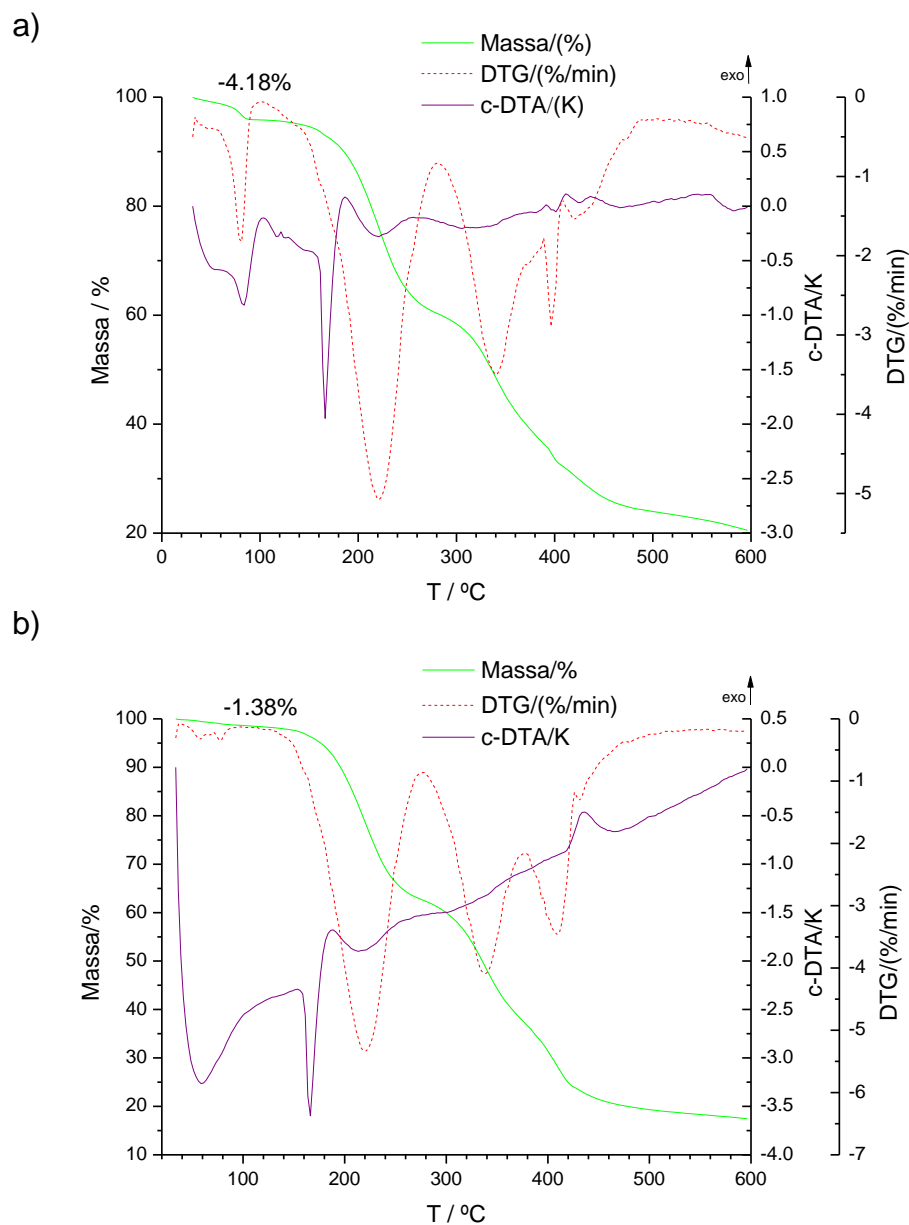 a)
Massa/(%)
DTG/(%/min)
c-DTA/(K)
-4.18%
exo
100
80
60
40
20
Massa / %
1.0
0.5
0.0
-0.5
-1.0
-1.5
-2.0
-2.5
-3.0
c-DTA/K
0
-1
-2
-3
-4
-5
DTG/(%/min)
0 100 200 300 400 500 600
T / ºC
b)
Massa/%
DTG/(%/min)
c-DTA/K
-1.38%
exo
100
90
80
70
60
50
40
30
20
10
Massa/%
0.5
0.0
-0.5
-1.0
-1.5
-2.0
-2.5
-3.0
-3.5
-4.0
c-DTA/K
0
-1
-2
-3
-4
-5
-6
-7
DTG/(%/min)
100 200 300 400 500 600
T / ºC